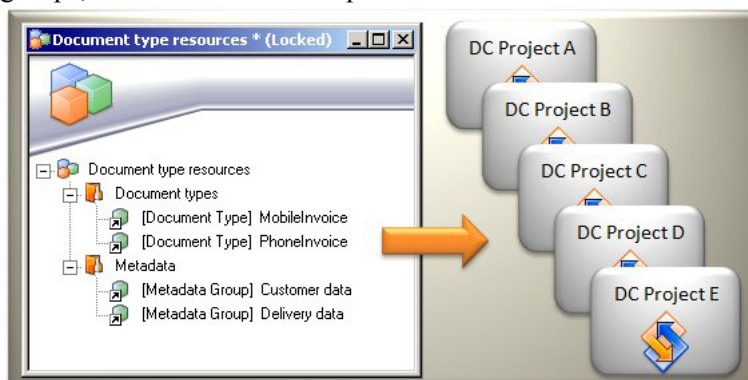 Document type resources * (Locked)
Document type resources
Document types
[Document Type] MobileInvoice
[Document Type] PhoneInvoice
Metadata
[Metadata Group] Customer data
[Metadata Group] Delivery data
DC Project A
DC Project B
DC Project C
DC Project D
DC Project E